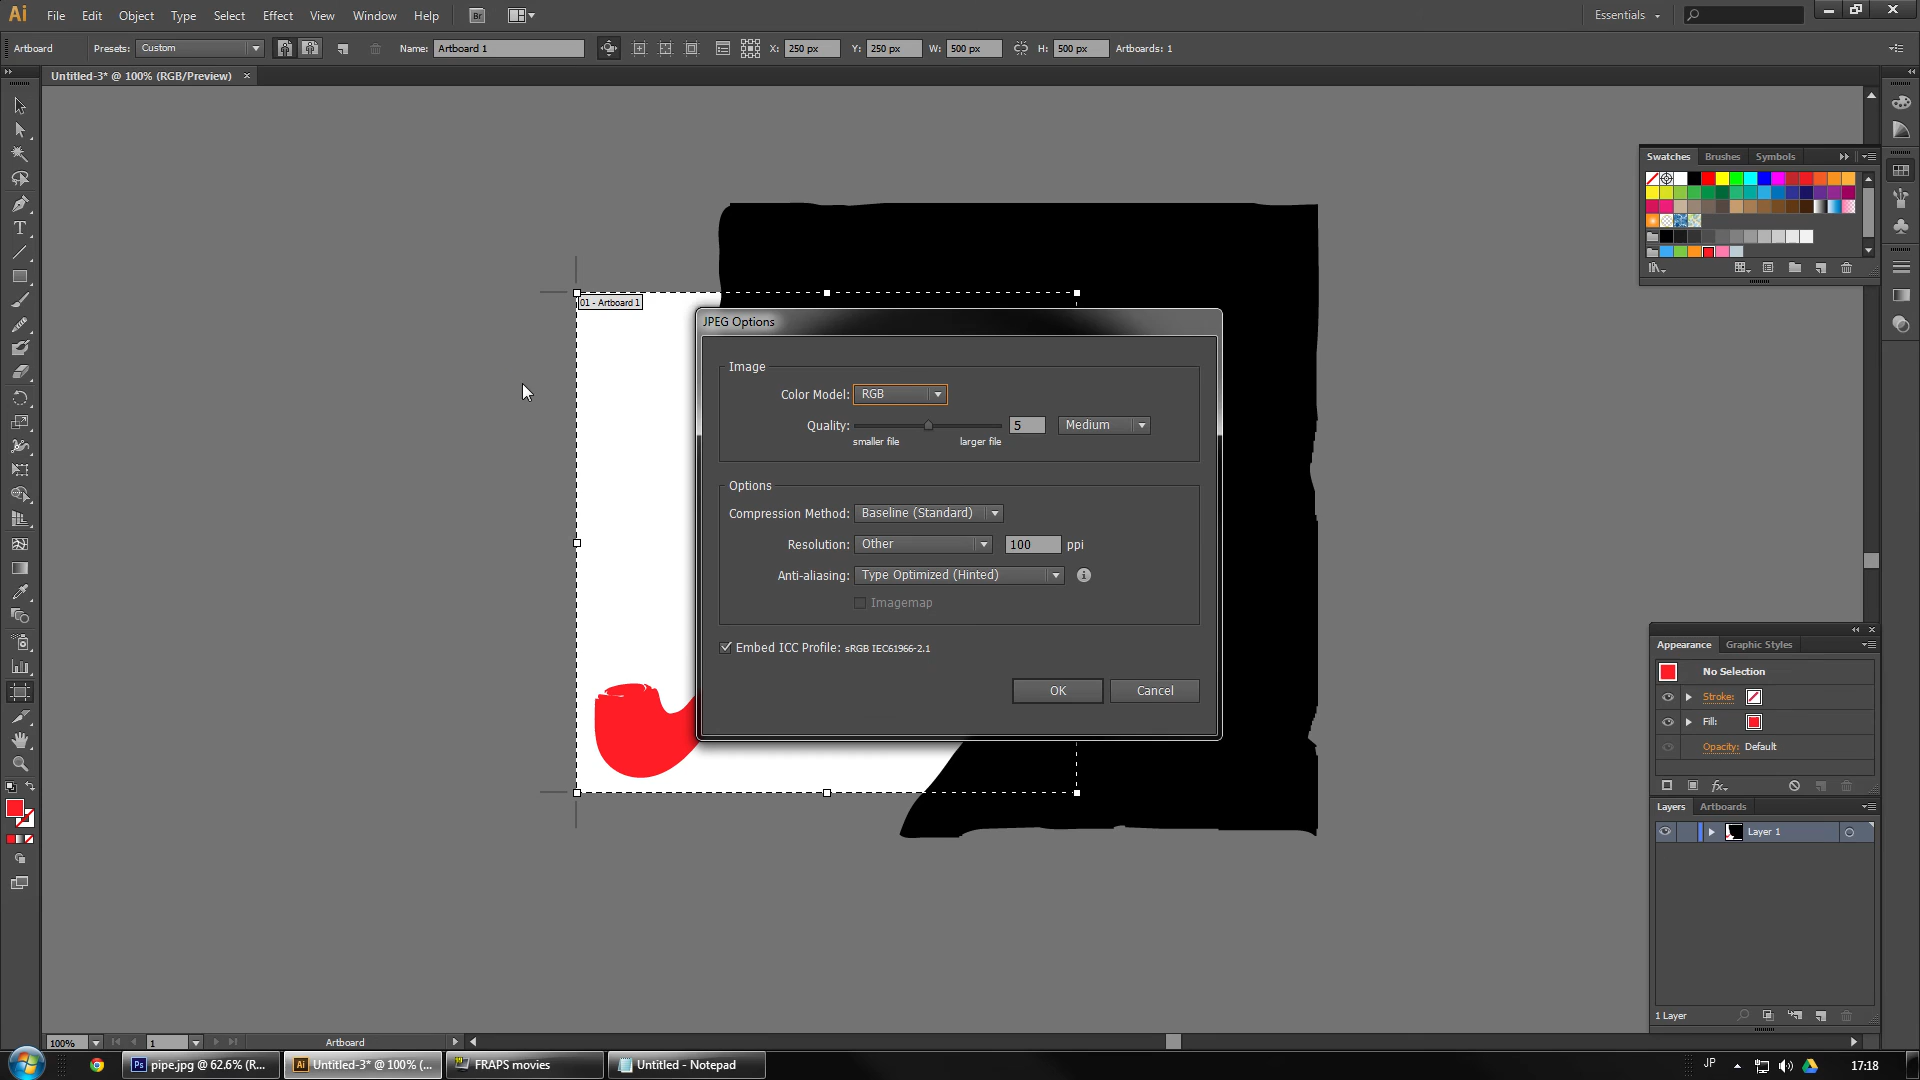 Ai File Edit Object Type Select Effect View Window Help Br Essentials
Artboard Presets: Custom Name: Artboard 1 X: 250 px Y: 250 px W: 500 px H: 500 px Artboards: 1
Untitled-3* @ 100% (RGB/Preview) ×
Swatches Brushes Symbols
01 - Artboard 1
JPEG Options
Image
Color Model: RGB
Quality: 5 Medium
smaller file larger file
Options
Compression Method: Baseline (Standard)
Resolution: Other 100 ppi
Anti-aliasing: Type Optimized (Hinted)
Imagemap
Embed ICC Profile: sRGB IEC61966-2.1
OK Cancel
Appearance Graphic Styles
No Selection
Stroke:
Fill:
Opacity: Default
fx
Layers Artboards
Layer 1
1 Layer
100% 1 Artboard
Ps pipe.jpg @ 62.6% (R... Ai Untitled-3* @ 100% (... FRAPS movies Untitled - Notepad JP 17:18